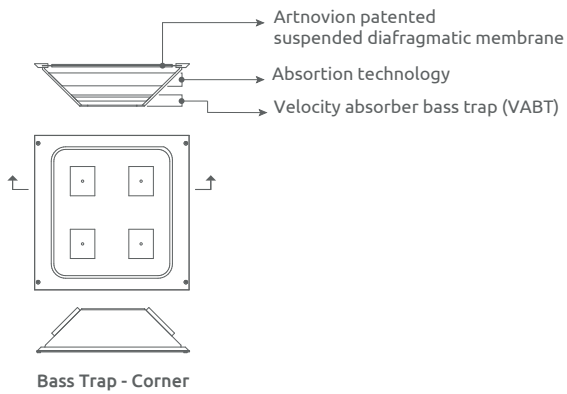 Artnovion patented
suspended diafragmatic membrane
Absortion technology
Velocity absorber bass trap (VABT)
Bass Trap - Corner